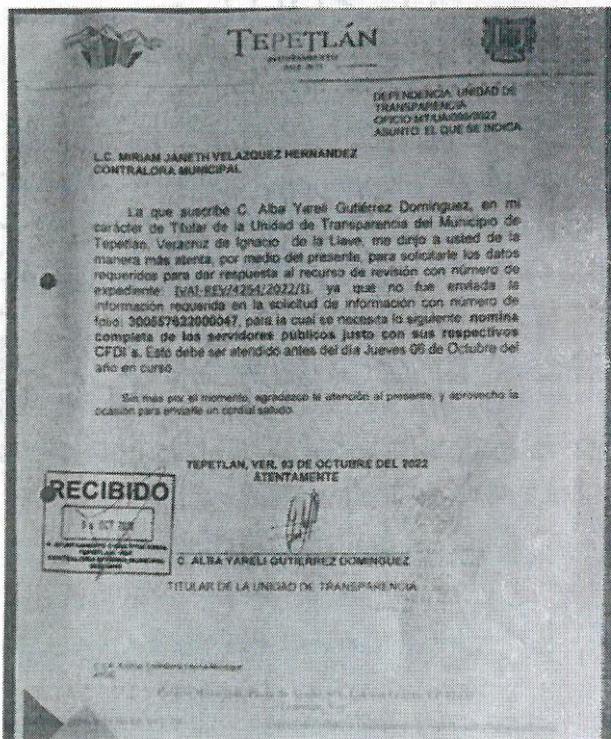 TEPETLÁN
AYUNTAMIENTO
DEPENDENCIA: UNIDAD DE
TRANSPARENCIA
ASUNTO: EL QUE SE INDICA
L.C. MIRIAM JANETH VELAZQUEZ HERNANDEZ
CONTRALORA MUNICIPAL
La que suscribe C. Alba Yareli Gutiérrez Domínguez, en mi
carácter de Titular de la Unidad de Transparencia del Municipio de
Tepetlán, Veracruz de Ignacio de la Llave, me dirijo a usted de la
manera más atenta, por medio del presente, para solicitarle los datos
requeridos para dar respuesta al recurso de revisión con número de
expediente IVAI-REV/4264/2022/II, ya que no fue enviada la
información requerida en la solicitud de información con número de
folio: 300557622000047, para la cual se necesita lo siguiente: nomina
completa de los servidores públicos justo con sus respectivos
CFDI s. Esto debe ser atendido antes del día Jueves 06 de Octubre del
año en curso.
Sin más por el momento, agradezco la atención al presente, y aprovecho la
ocasión para enviarle un cordial saludo.
TEPETLAN, VER. 03 DE OCTUBRE DEL 2022
ATENTAMENTE
RECIBIDO
OCT
C. ALBA YARELI GUTIERREZ DOMINGUEZ
TITULAR DE LA UNIDAD DE TRANSPARENCIA